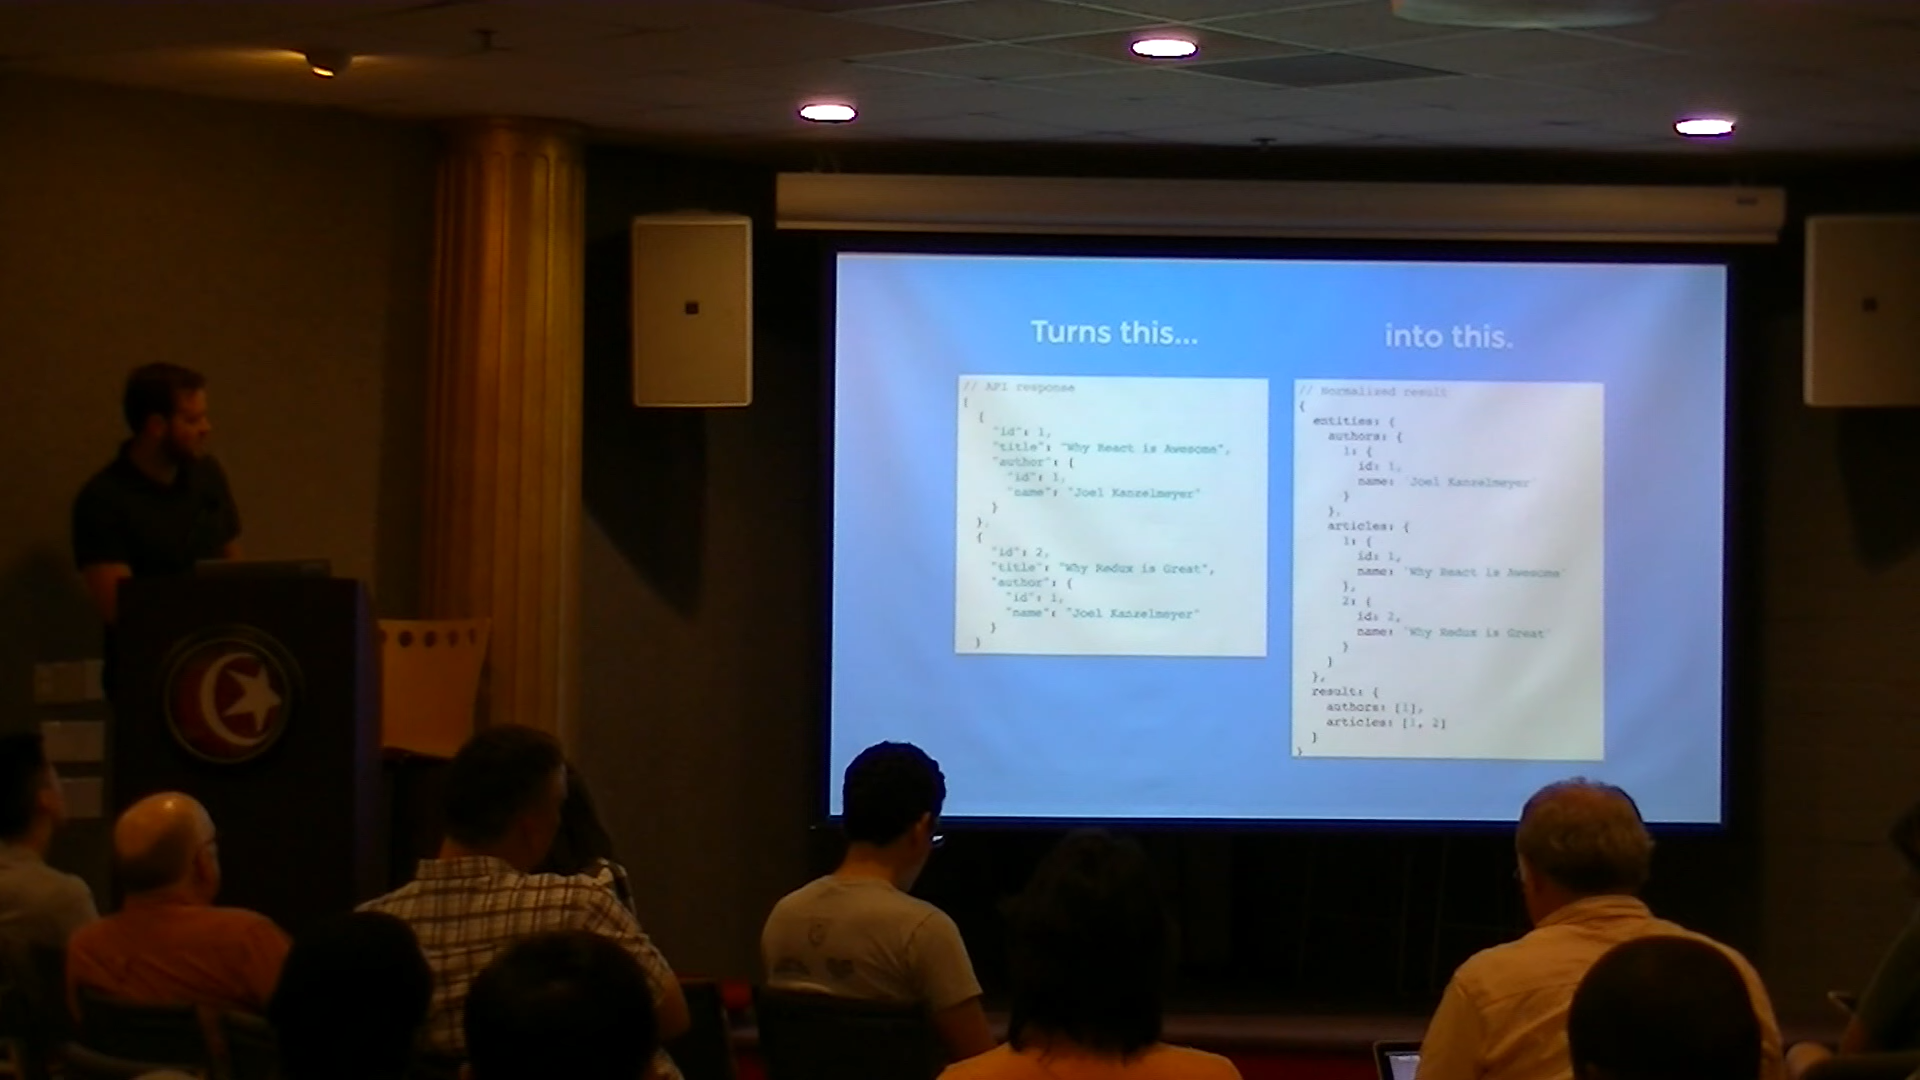 Turns this...
into this.
// API response
[
{
"id": 1,
"title": "Why React is Awesome",
"author": {
"id": 1,
"name": "Joel Kanzelmeyer"
}
},
{
"id": 2,
"title": "Why Redux is Great",
"author": {
"id": 1,
"name": "Joel Kanzelmeyer"
}
}
// Normalized result
{
entities: {
authors: {
1: {
id: 1,
name: 'Joel Kanzelmeyer'
}
},
articles: {
1: {
id: 1,
name: 'Why React is Awesome'
},
2: {
id: 2,
name: 'Why Redux is Great'
}
}
},
result: {
authors: [1],
articles: [1, 2]
}
}